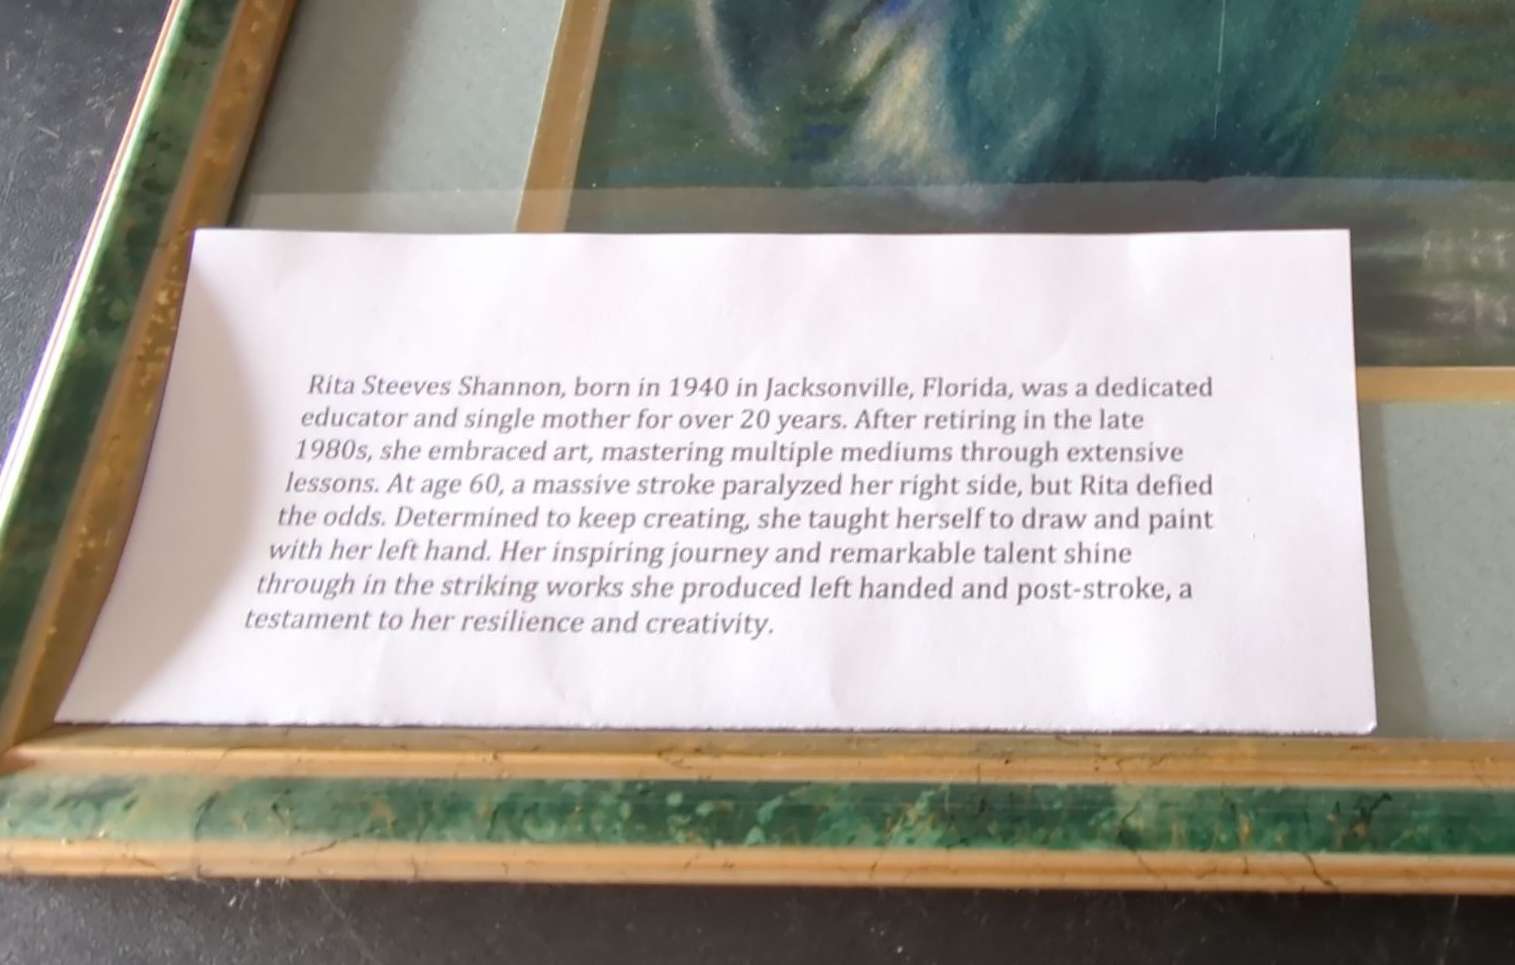 Rita Steeves Shannon, born in 1940 in Jacksonville, Florida, was a dedicated
educator and single mother for over 20 years. After retiring in the late
1980s, she embraced art, mastering multiple mediums through extensive
lessons. At age 60, a massive stroke paralyzed her right side, but Rita defied
the odds. Determined to keep creating, she taught herself to draw and paint
with her left hand. Her inspiring journey and remarkable talent shine
through in the striking works she produced left handed and post-stroke, a
testament to her resilience and creativity.